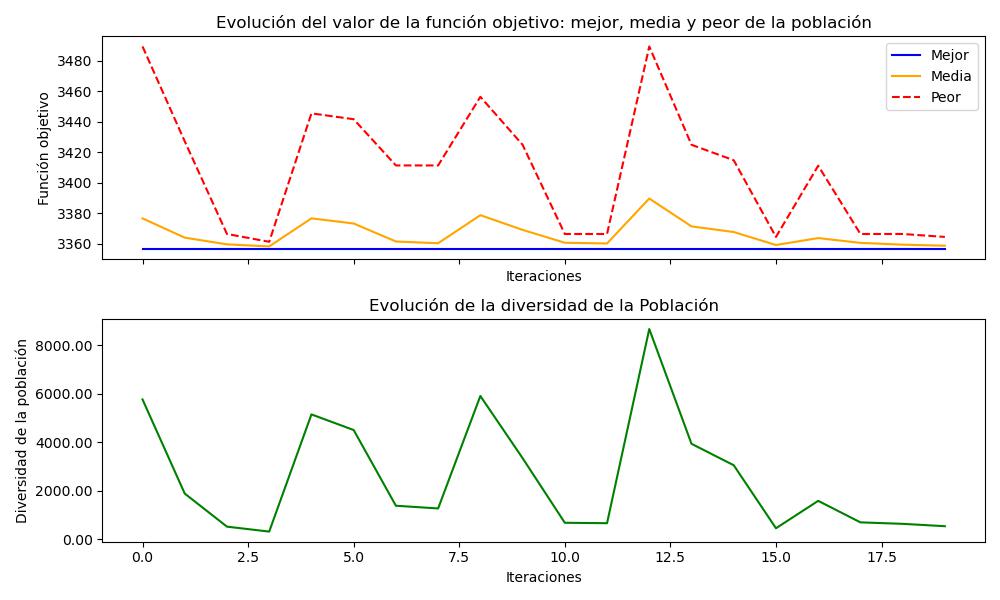 Evolución del valor de la función objetivo: mejor, media y peor de la población
Función objetivo
3480
3460
3440
3420
3400
3380
3360
Mejor
Media
Peor
Iteraciones
Evolución de la diversidad de la Población
Diversidad de la población
8000.00
6000.00
4000.00
2000.00
0.00
0.0 2.5 5.0 7.5 10.0 12.5 15.0 17.5
Iteraciones